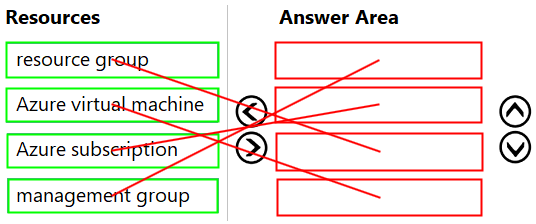 Resources
Answer Area
resource group
Azure virtual machine
Azure subscription
management group